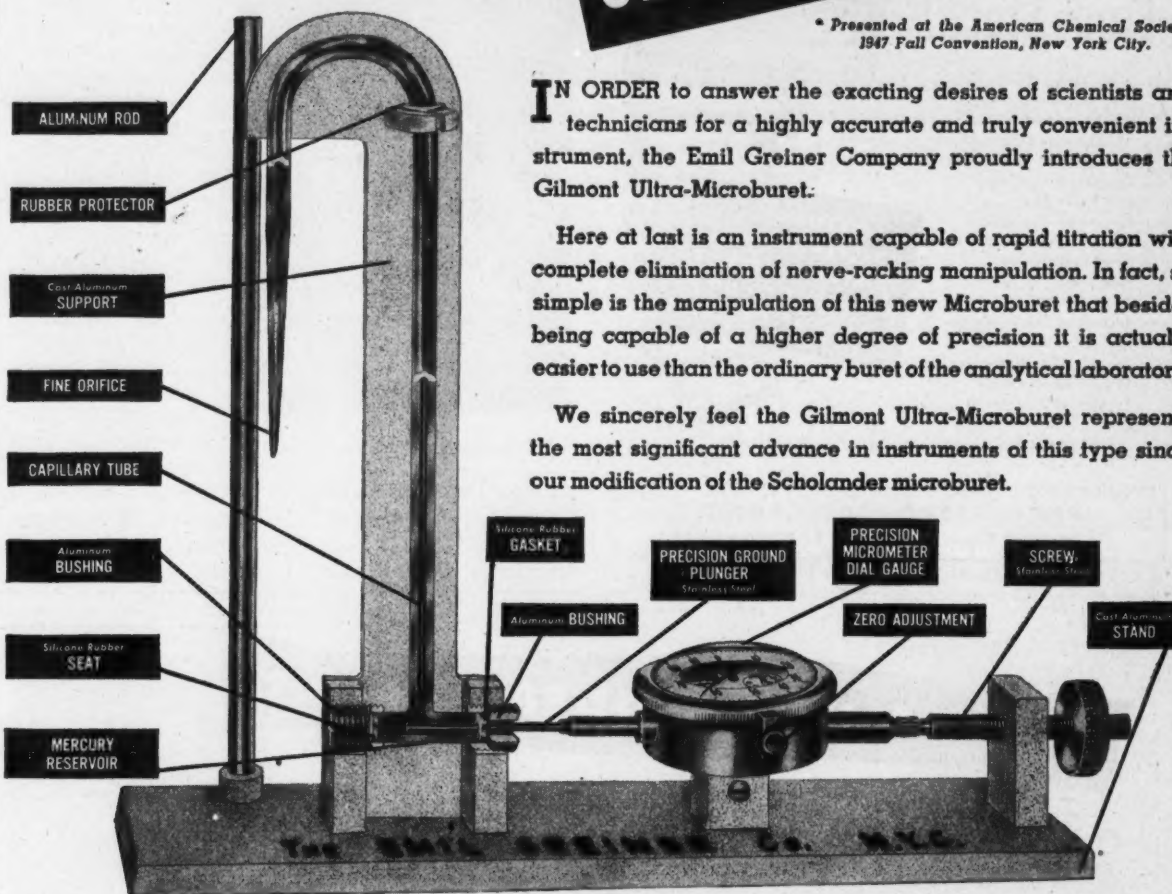 * Presented at the American Chemical Socie
1947 Fall Convention, New York City.
IN ORDER to answer the exacting desires of scientists an
technicians for a highly accurate and truly convenient i
strument, the Emil Greiner Company proudly introduces th
Gilmont Ultra-Microburet.
Here at last is an instrument capable of rapid titration wi
complete elimination of nerve-racking manipulation. In fact, s
simple is the manipulation of this new Microburet that besid
being capable of a higher degree of precision it is actual
easier to use than the ordinary buret of the analytical laborator
We sincerely feel the Gilmont Ultra-Microburet represen
the most significant advance in instruments of this type sinc
our modification of the Scholander microburet.
ALUMINUM ROD
RUBBER PROTECTOR
Cast Aluminum
SUPPORT
FINE ORIFICE
CAPILLARY TUBE
Aluminum
BUSHING
Silicone Rubber
SEAT
MERCURY
RESERVOIR
Silicone Rubber
GASKET
Aluminum BUSHING
PRECISION GROUND
PLUNGER
Stainless Steel
PRECISION
MICROMETER
DIAL GAUGE
ZERO ADJUSTMENT
SCREW
Stainless Steel
Cast Aluminum
STAND
THE EMIL GREINER CO. N.Y.C.